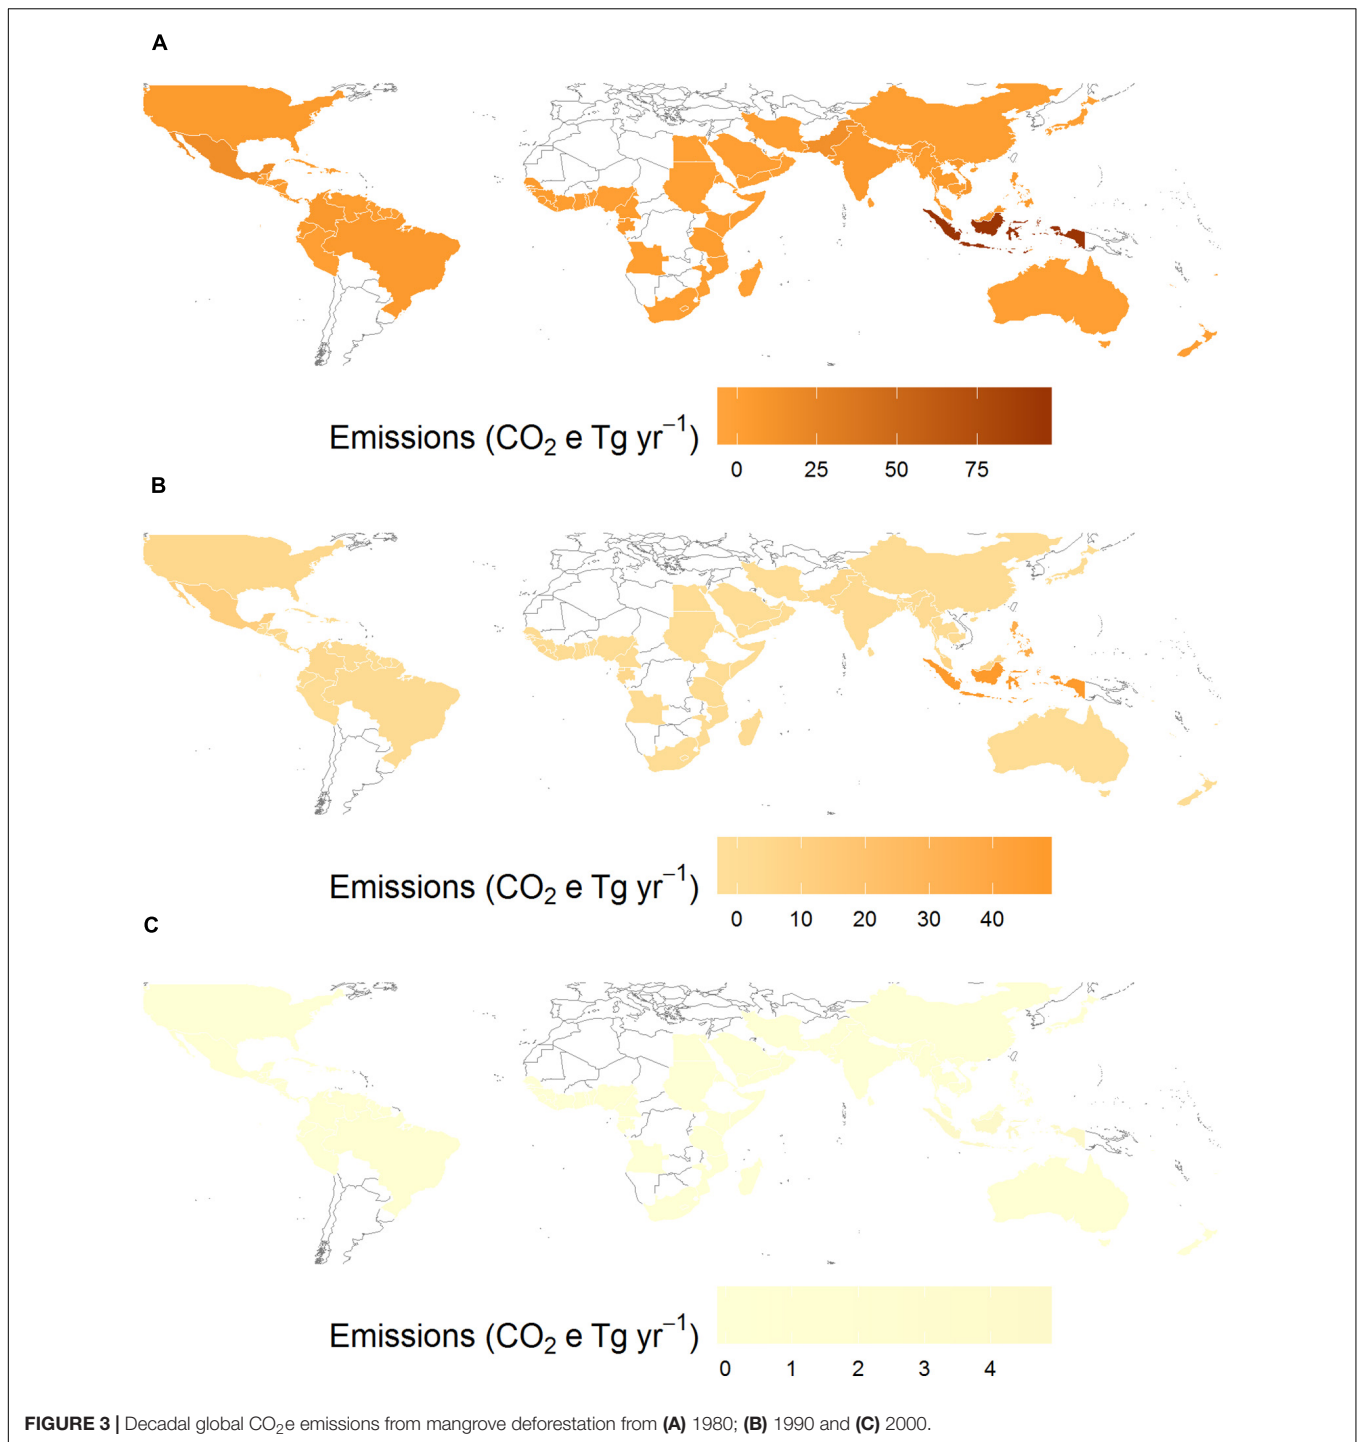 A
Emissions (CO₂ e Tg yr⁻¹)
0 25 50 75
B
Emissions (CO₂ e Tg yr⁻¹)
0 10 20 30 40
C
Emissions (CO₂ e Tg yr⁻¹)
0 1 2 3 4
FIGURE 3 | Decadal global CO₂e emissions from mangrove deforestation from (A) 1980; (B) 1990 and (C) 2000.